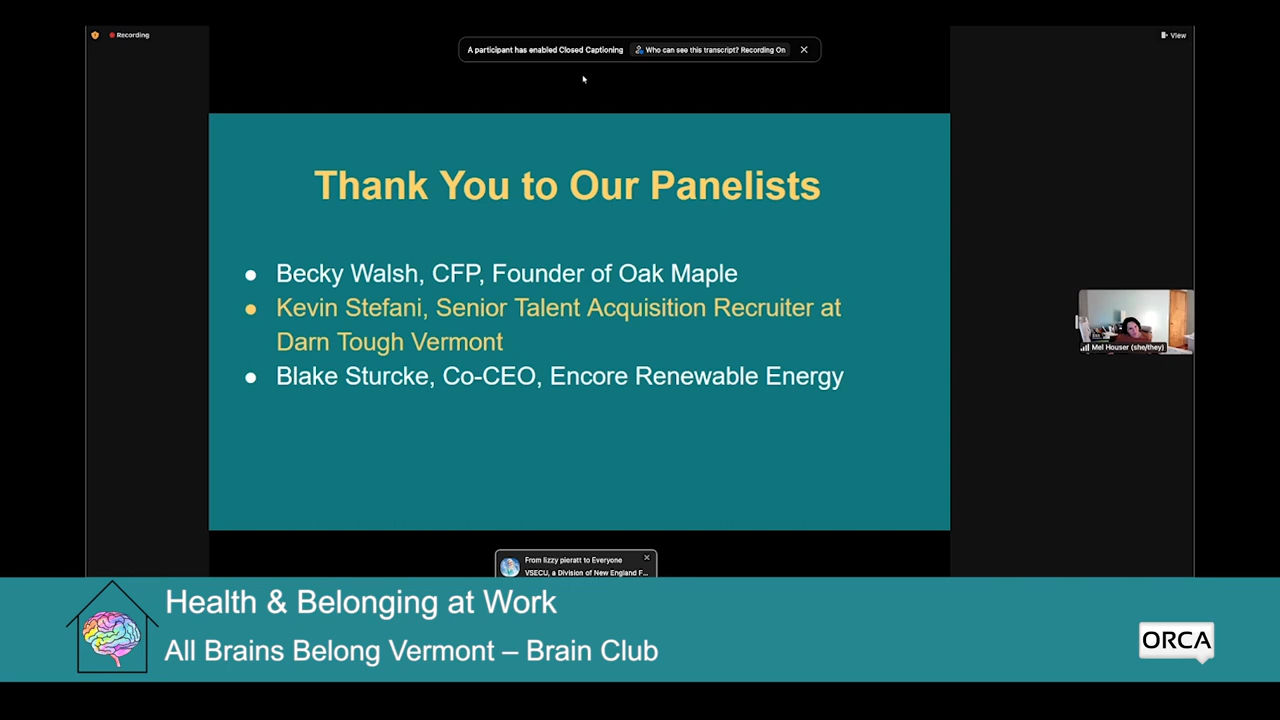 Recording
A participant has enabled Closed Captioning
Who can see this transcript? Recording On
View
Thank You to Our Panelists
● Becky Walsh, CFP, Founder of Oak Maple
● Kevin Stefani, Senior Talent Acquisition Recruiter at
Darn Tough Vermont
● Blake Sturcke, Co-CEO, Encore Renewable Energy
Mel Houser (she/they)
From lizzy pieratt to Everyone
VSECU, a Division of New England F...
Health & Belonging at Work
All Brains Belong Vermont – Brain Club
ORCA